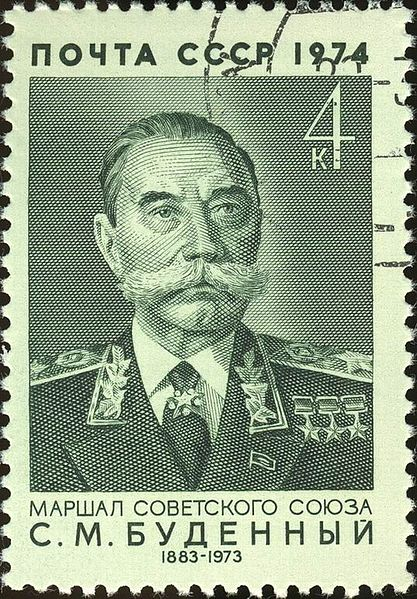 ПОЧТА СССР 1974
4
К
МАРШАЛ СОВЕТСКОГО СОЮЗА
С. М. БУДЕННЫЙ
1883-1973